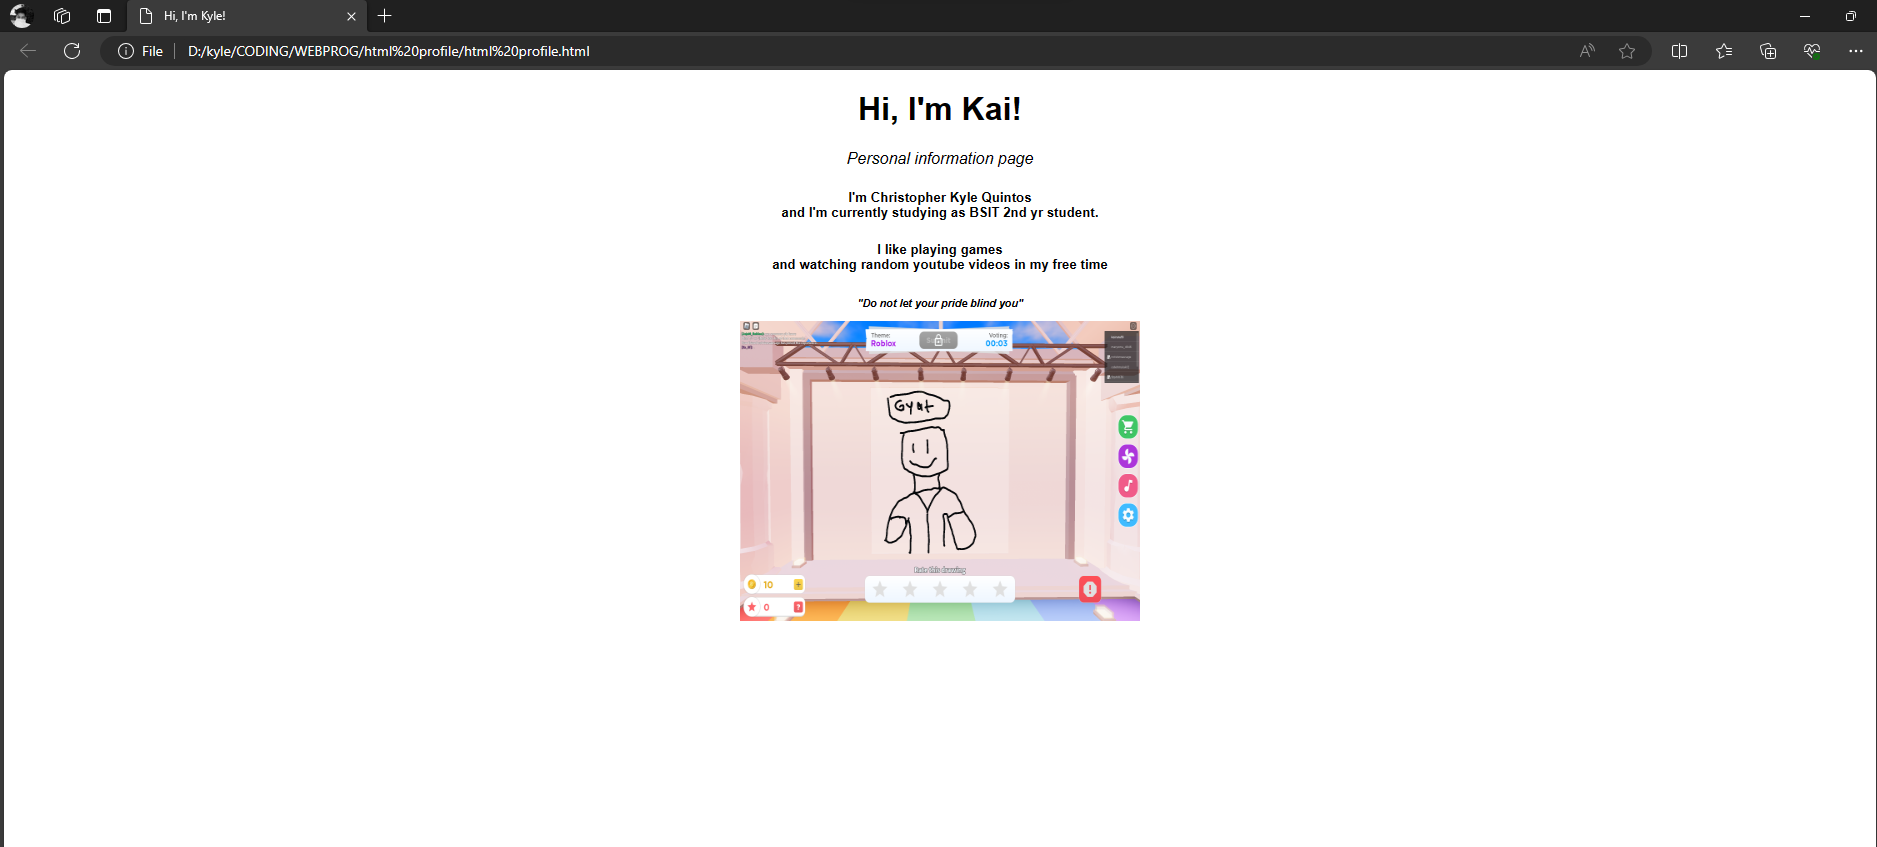 Hi, I'm Kyle!
File
D:/kyle/CODING/WEBPROG/html%20profile/html%20profile.html
Hi, I'm Kai!
Personal information page
I'm Christopher Kyle Quintos
and I'm currently studying as BSIT 2nd yr student.
I like playing games
and watching random youtube videos in my free time
"Do not let your pride blind you"
Theme:
Roblox
Voting:
00:03
Gyat
Rate this drawing
10
0